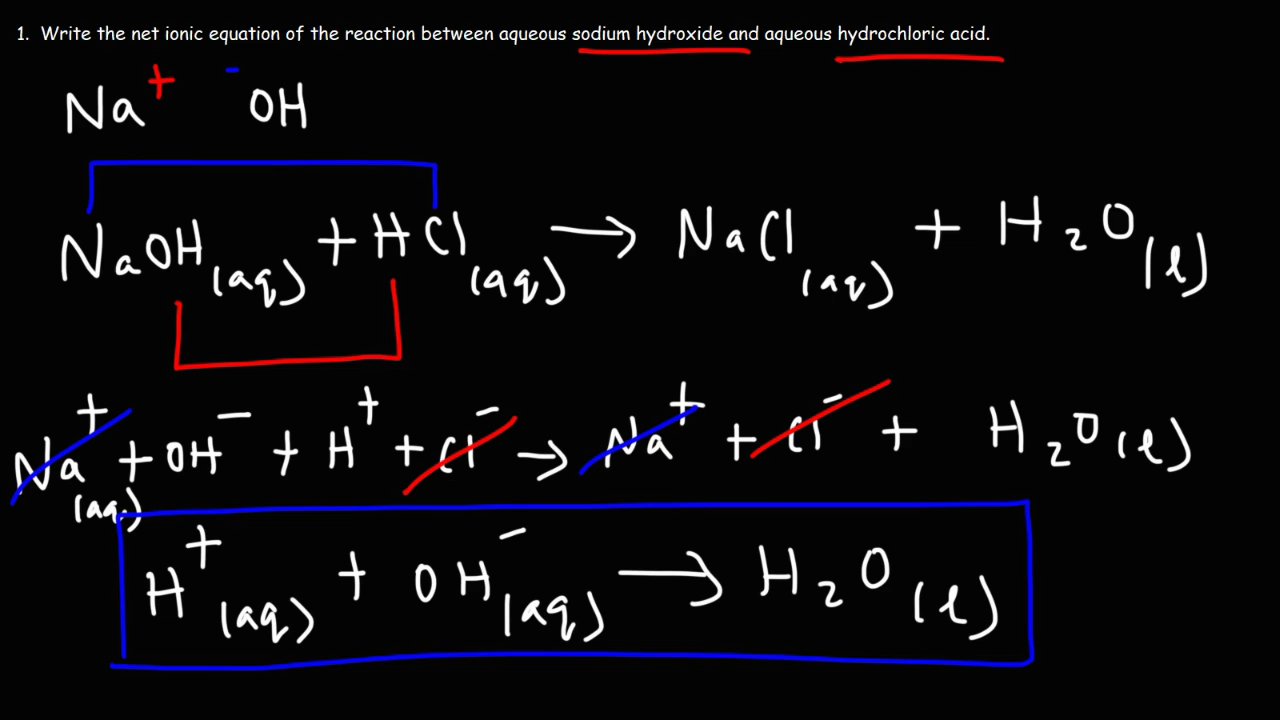 1. Write the net ionic equation of the reaction between aqueous sodium hydroxide and aqueous hydrochloric acid.
Na⁺ ⁻OH
NaOH(aq) + HCl(aq) → NaCl(aq) + H₂O(l)
Na⁺(aq) + OH⁻ + H⁺ + Cl⁻ → Na⁺ + Cl⁻ + H₂O(l)
H⁺(aq) + OH⁻(aq) → H₂O(l)